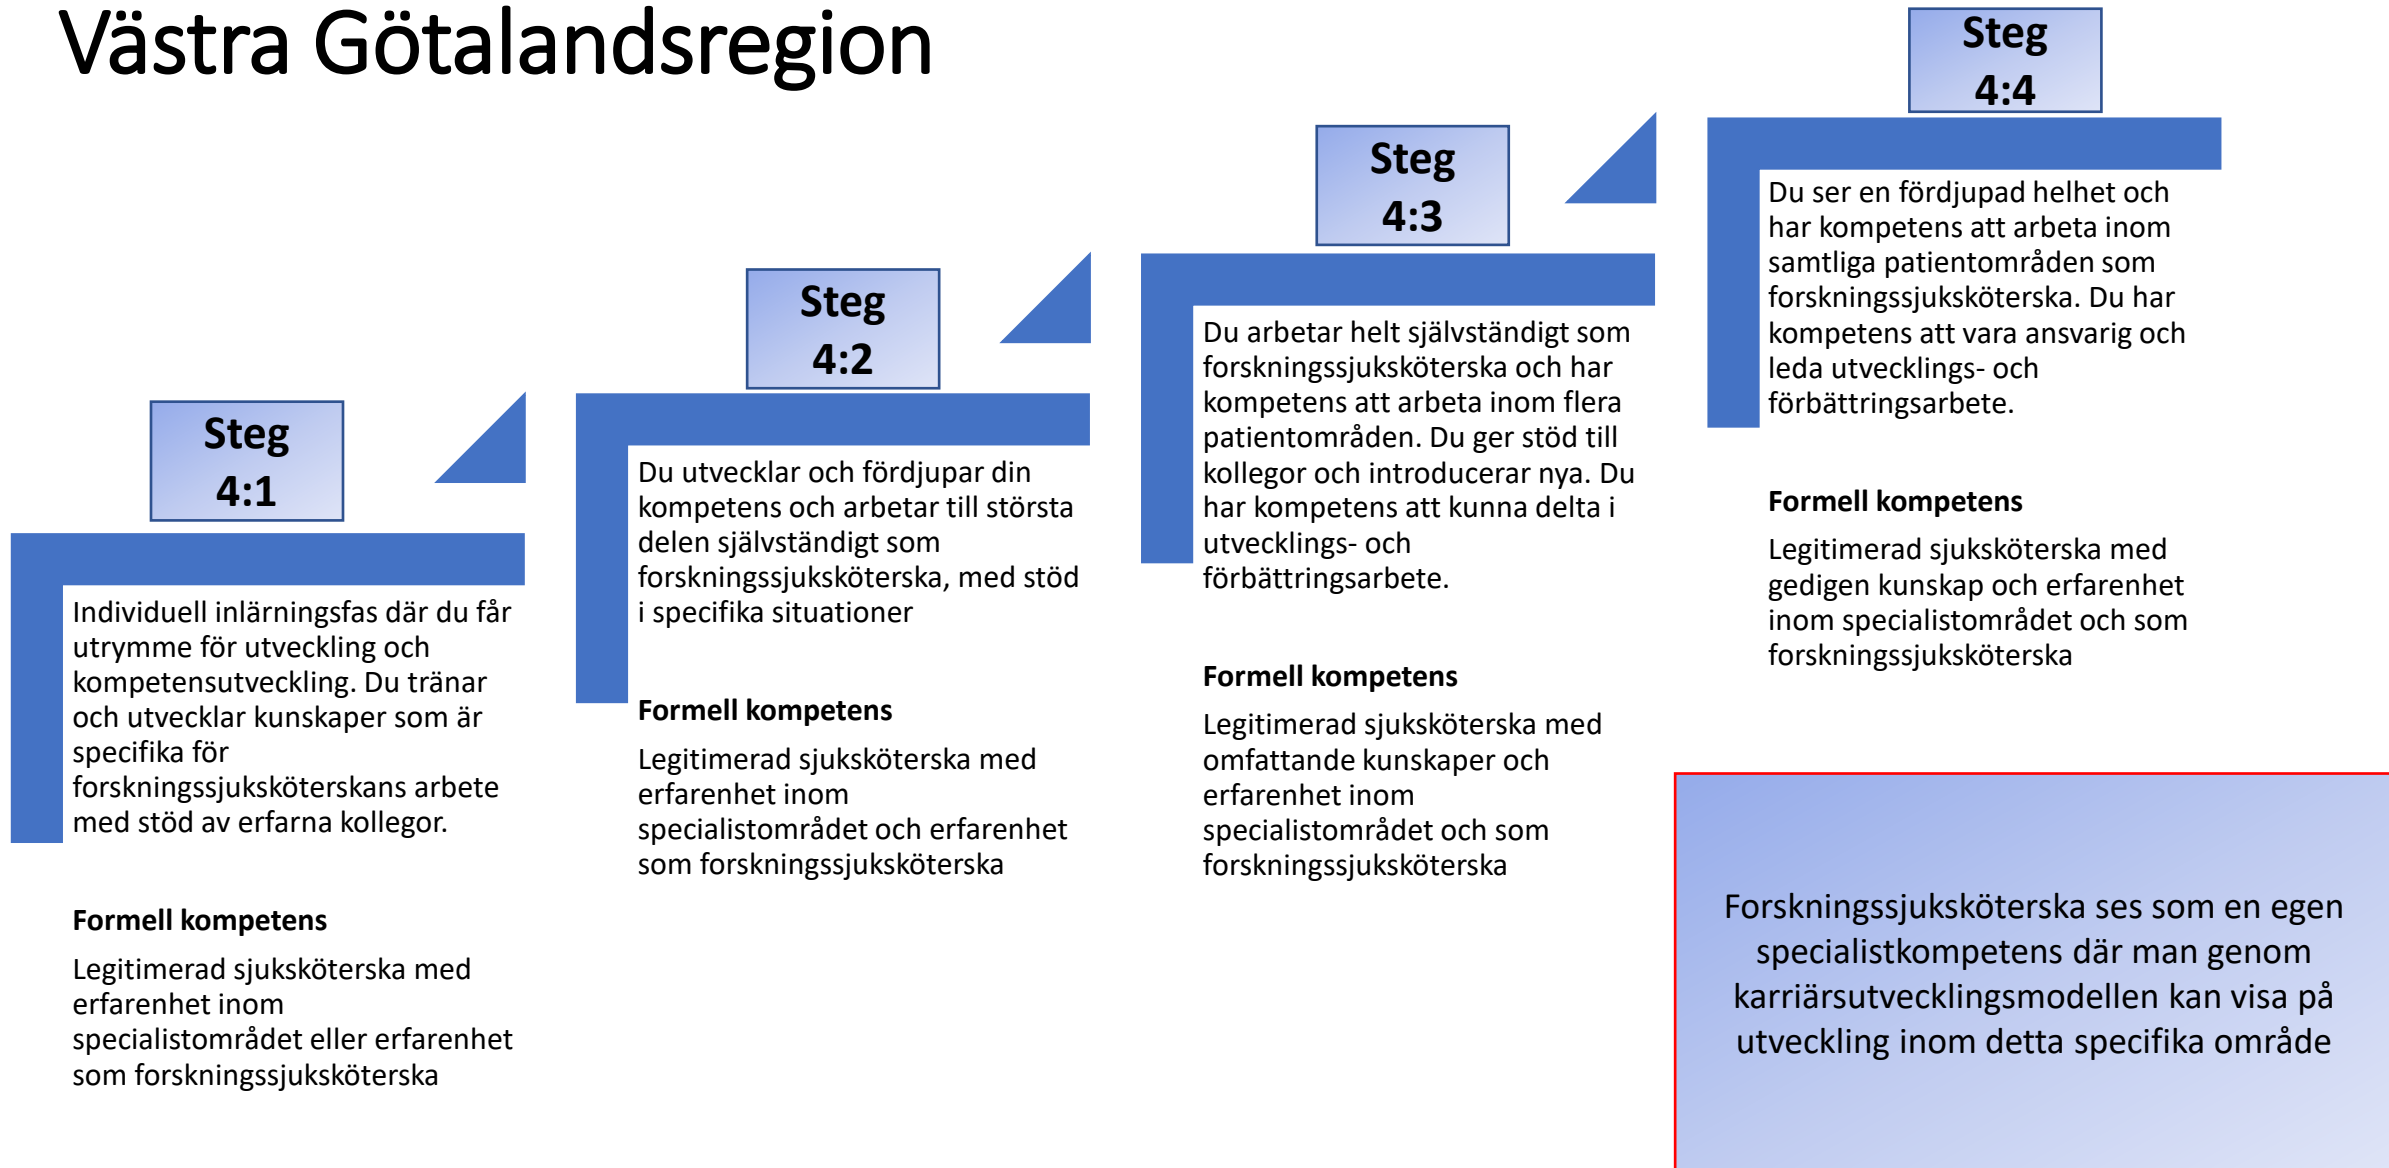 Västra Götalandsregion
Steg
4:1
Individuell inlärningsfas där du får
utrymme för utveckling och
kompetensutveckling. Du tränar
och utvecklar kunskaper som är
specifika för
forskningssjuksköterskans arbete
med stöd av erfarna kollegor.
Formell kompetens
Legitimerad sjuksköterska med
erfarenhet inom
specialistområdet eller erfarenhet
som forskningssjuksköterska
Steg
4:2
Du utvecklar och fördjupar din
kompetens och arbetar till största
delen självständigt som
forskningssjuksköterska, med stöd
i specifika situationer
Formell kompetens
Legitimerad sjuksköterska med
erfarenhet inom
specialistområdet och erfarenhet
som forskningssjuksköterska
Steg
4:3
Du arbetar helt självständigt som
forskningssjuksköterska och har
kompetens att arbeta inom flera
patientområden. Du ger stöd till
kollegor och introducerar nya. Du
har kompetens att kunna delta i
utvecklings- och
förbättringsarbete.
Formell kompetens
Legitimerad sjuksköterska med
omfattande kunskaper och
erfarenhet inom
specialistområdet och som
forskningssjuksköterska
Steg
4:4
Du ser en fördjupad helhet och
har kompetens att arbeta inom
samtliga patientområden som
forskningssjuksköterska. Du har
kompetens att vara ansvarig och
leda utvecklings- och
förbättringsarbete.
Formell kompetens
Legitimerad sjuksköterska med
gedigen kunskap och erfarenhet
inom specialistområdet och som
forskningssjuksköterska
Forskningssjuksköterska ses som en egen
specialistkompetens där man genom
karriärsutvecklingsmodellen kan visa på
utveckling inom detta specifika område